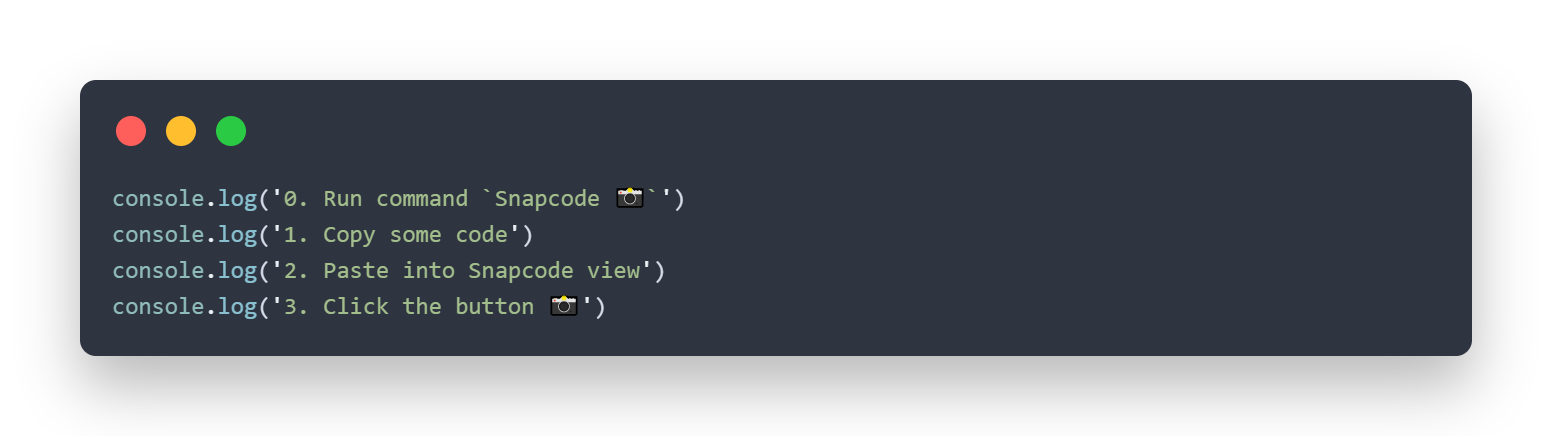 console.log('0. Run command `Snapcode 📷`')
console.log('1. Copy some code')
console.log('2. Paste into Snapcode view')
console.log('3. Click the button 📷')